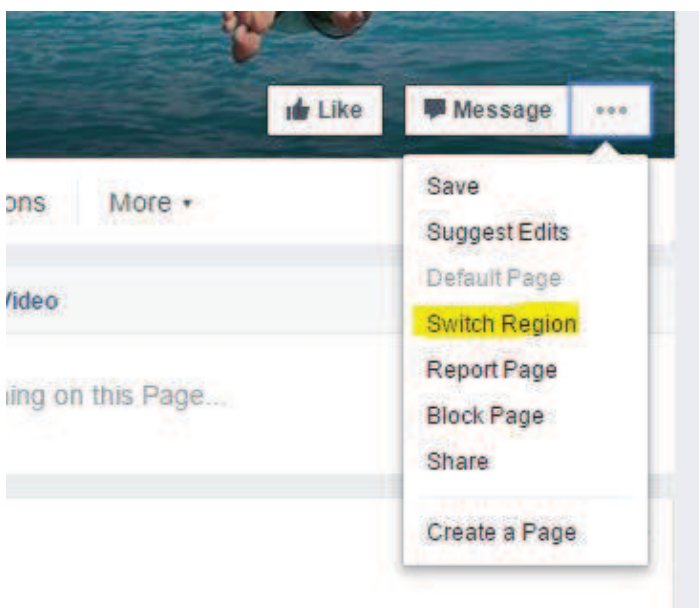 Like Message •••
ons More
Save
Suggest Edits
Default Page
Video
Switch Region
Report Page
ing on this Page...
Block Page
Share
Create a Page